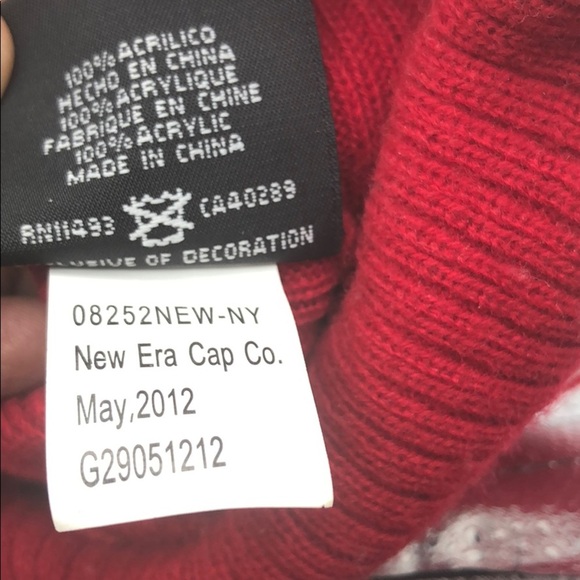 100% ACRILICO
HECHO EN CHINA
100% ACRYLIQUE
FABRIQUE EN CHINE
100% ACRYLIC
MADE IN CHINA
RN11493 CA40289
OF DECORATION
08252NEW-NY
New Era Cap Co.
May,2012
G29051212